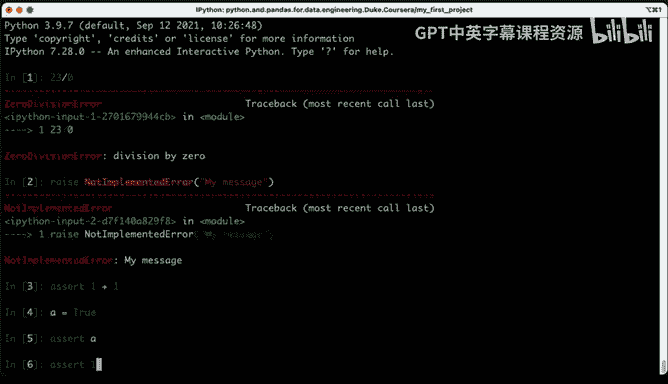 IPython: python.and.pandas.for.data.engineering.Duke.Coursera/my_first_project
⌥⌘1
GPT中英字幕课程资源 bilibili
Python 3.9.7 (default, Sep 12 2021, 10:26:48)
Type 'copyright', 'credits' or 'license' for more information
IPython 7.28.0 -- An enhanced Interactive Python. Type '?' for help.
In [1]: 23/0
ZeroDivisionError Traceback (most recent call last)
<ipython-input-1-2701679944cb> in <module>
----> 1 23/0
ZeroDivisionError: division by zero
In [2]: raise NotImplementedError("My message")
NotImplementedError Traceback (most recent call last)
<ipython-input-2-d7f140a829f8> in <module>
----> 1 raise NotImplementedError("My message")
NotImplementedError: My message
In [3]: assert 1 + 1
In [4]: a = True
In [5]: assert a
In [6]: assert 1